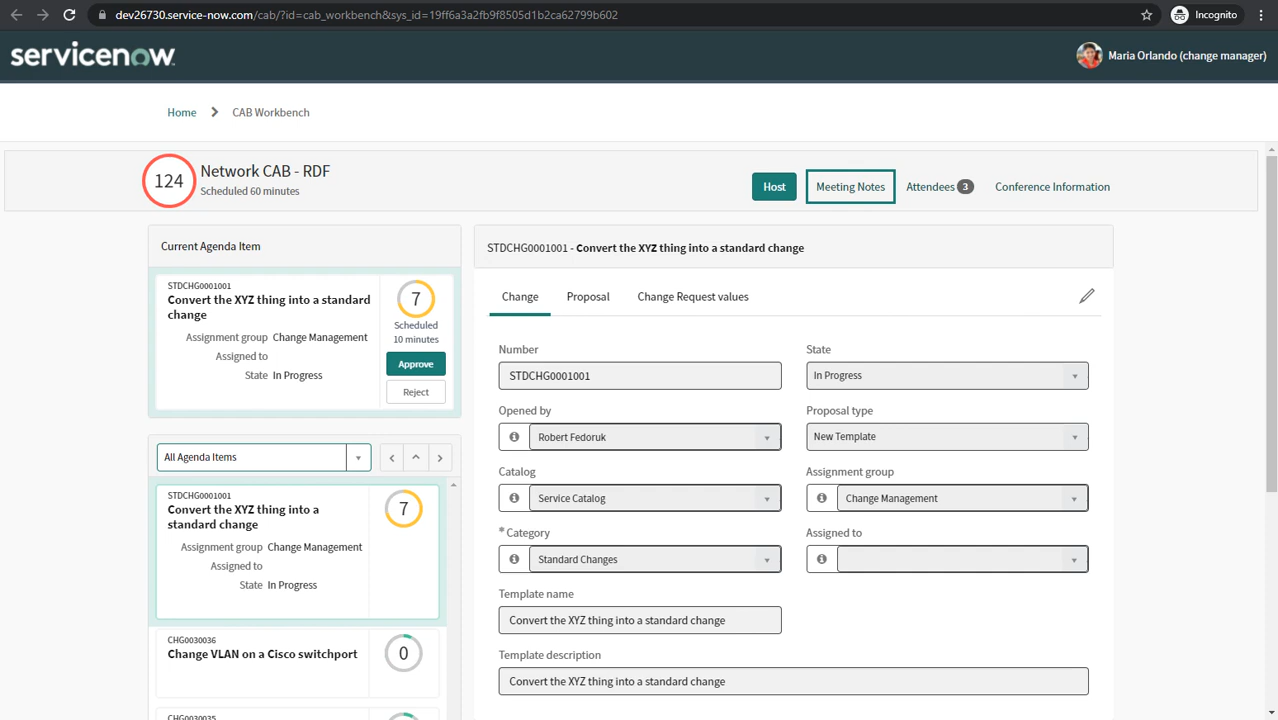 dev26730.service-now.com/cab/?id=cab_workbench&sys_id=19ff6a3a2fb9f8505d1b2ca62799b602
Incognito
servicenow
Maria Orlando (change manager)
Home > CAB Workbench
124
Network CAB - RDF
Scheduled 60 minutes
Host
Meeting Notes
Attendees 3
Conference Information
Current Agenda Item
STDCHG0001001
Convert the XYZ thing into a standard
change
Assignment group Change Management
Assigned to
State In Progress
7
Scheduled
10 minutes
Approve
Reject
All Agenda Items
STDCHG0001001
Convert the XYZ thing into a
standard change
Assignment group Change Management
Assigned to
State In Progress
7
CHG0030036
Change VLAN on a Cisco switchport
0
CHG0030035
STDCHG0001001 - Convert the XYZ thing into a standard change
Change
Proposal
Change Request values
Number
STDCHG0001001
State
In Progress
Opened by
Robert Fedoruk
Proposal type
New Template
Catalog
Service Catalog
Assignment group
Change Management
* Category
Standard Changes
Assigned to
Template name
Convert the XYZ thing into a standard change
Template description
Convert the XYZ thing into a standard change